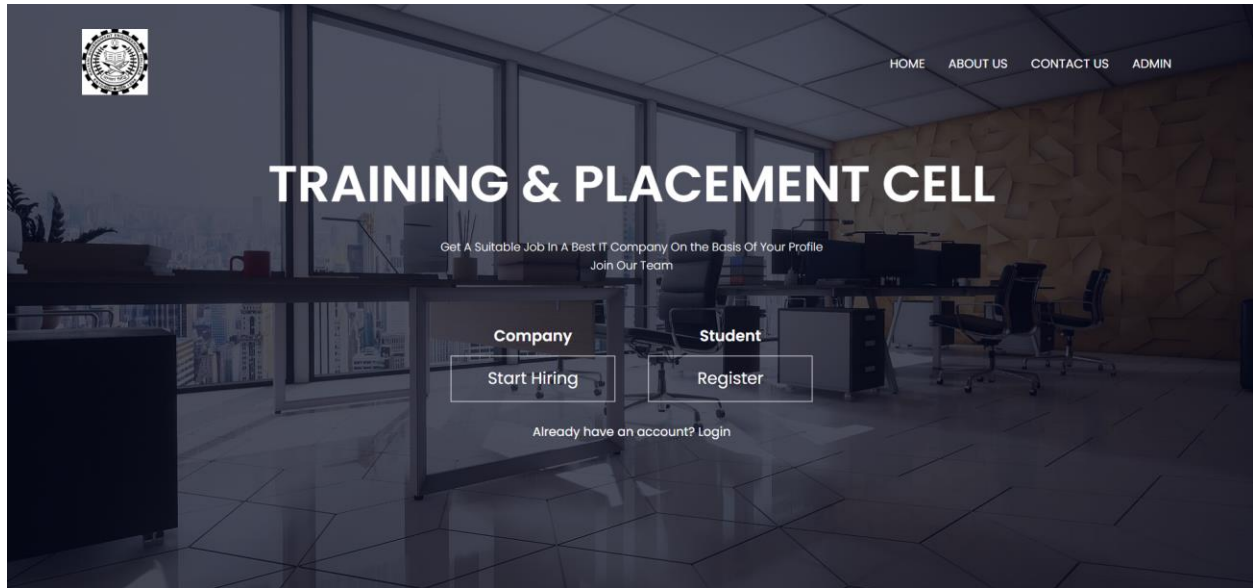 HOME ABOUT US CONTACT US ADMIN
TRAINING & PLACEMENT CELL
Get A Suitable Job In A Best IT Company On the Basis Of Your Profile
Join Our Team
Company Student
Start Hiring Register
Already have an account? Login